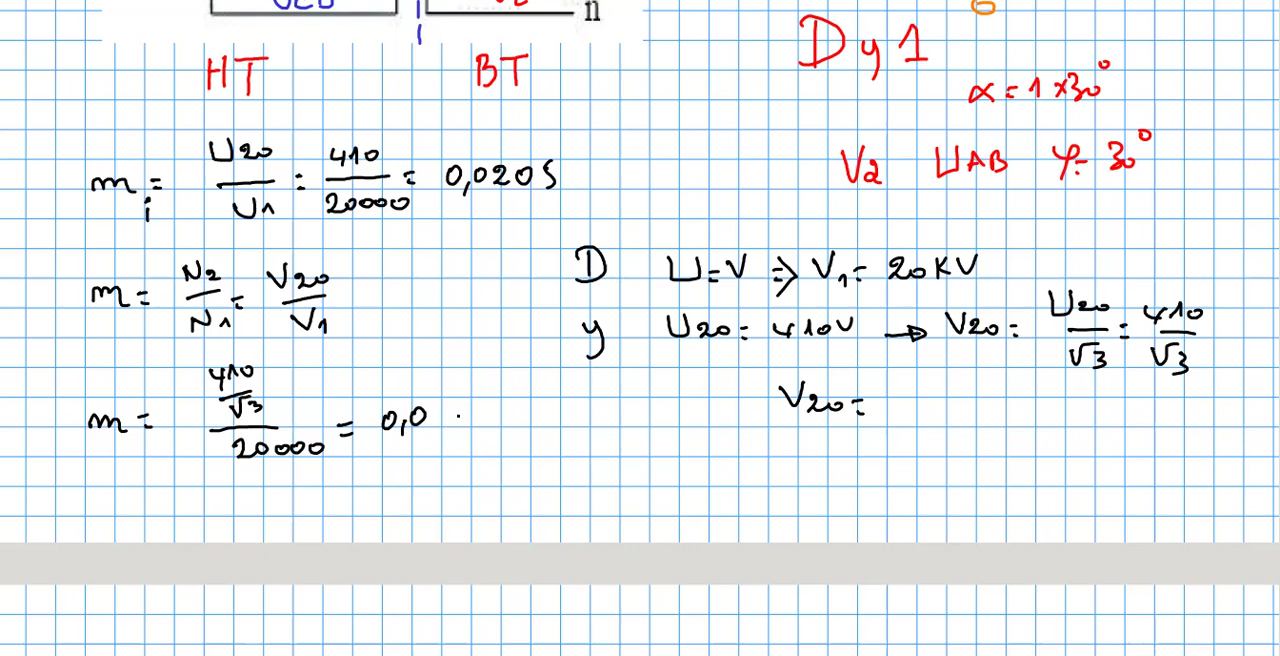 n
HT BT
Dy1
α = 1 x 30°
V2 UAB φ = 30°
mi = U20/U1 = 410/20000 = 0,0205
D U = V => V1 = 20 KV
m = N2/N1 = V20/V1
y U20 = 410V → V20 = U20/√3 = 410/√3
V20 =
m = (410/√3)/20000 = 0,0